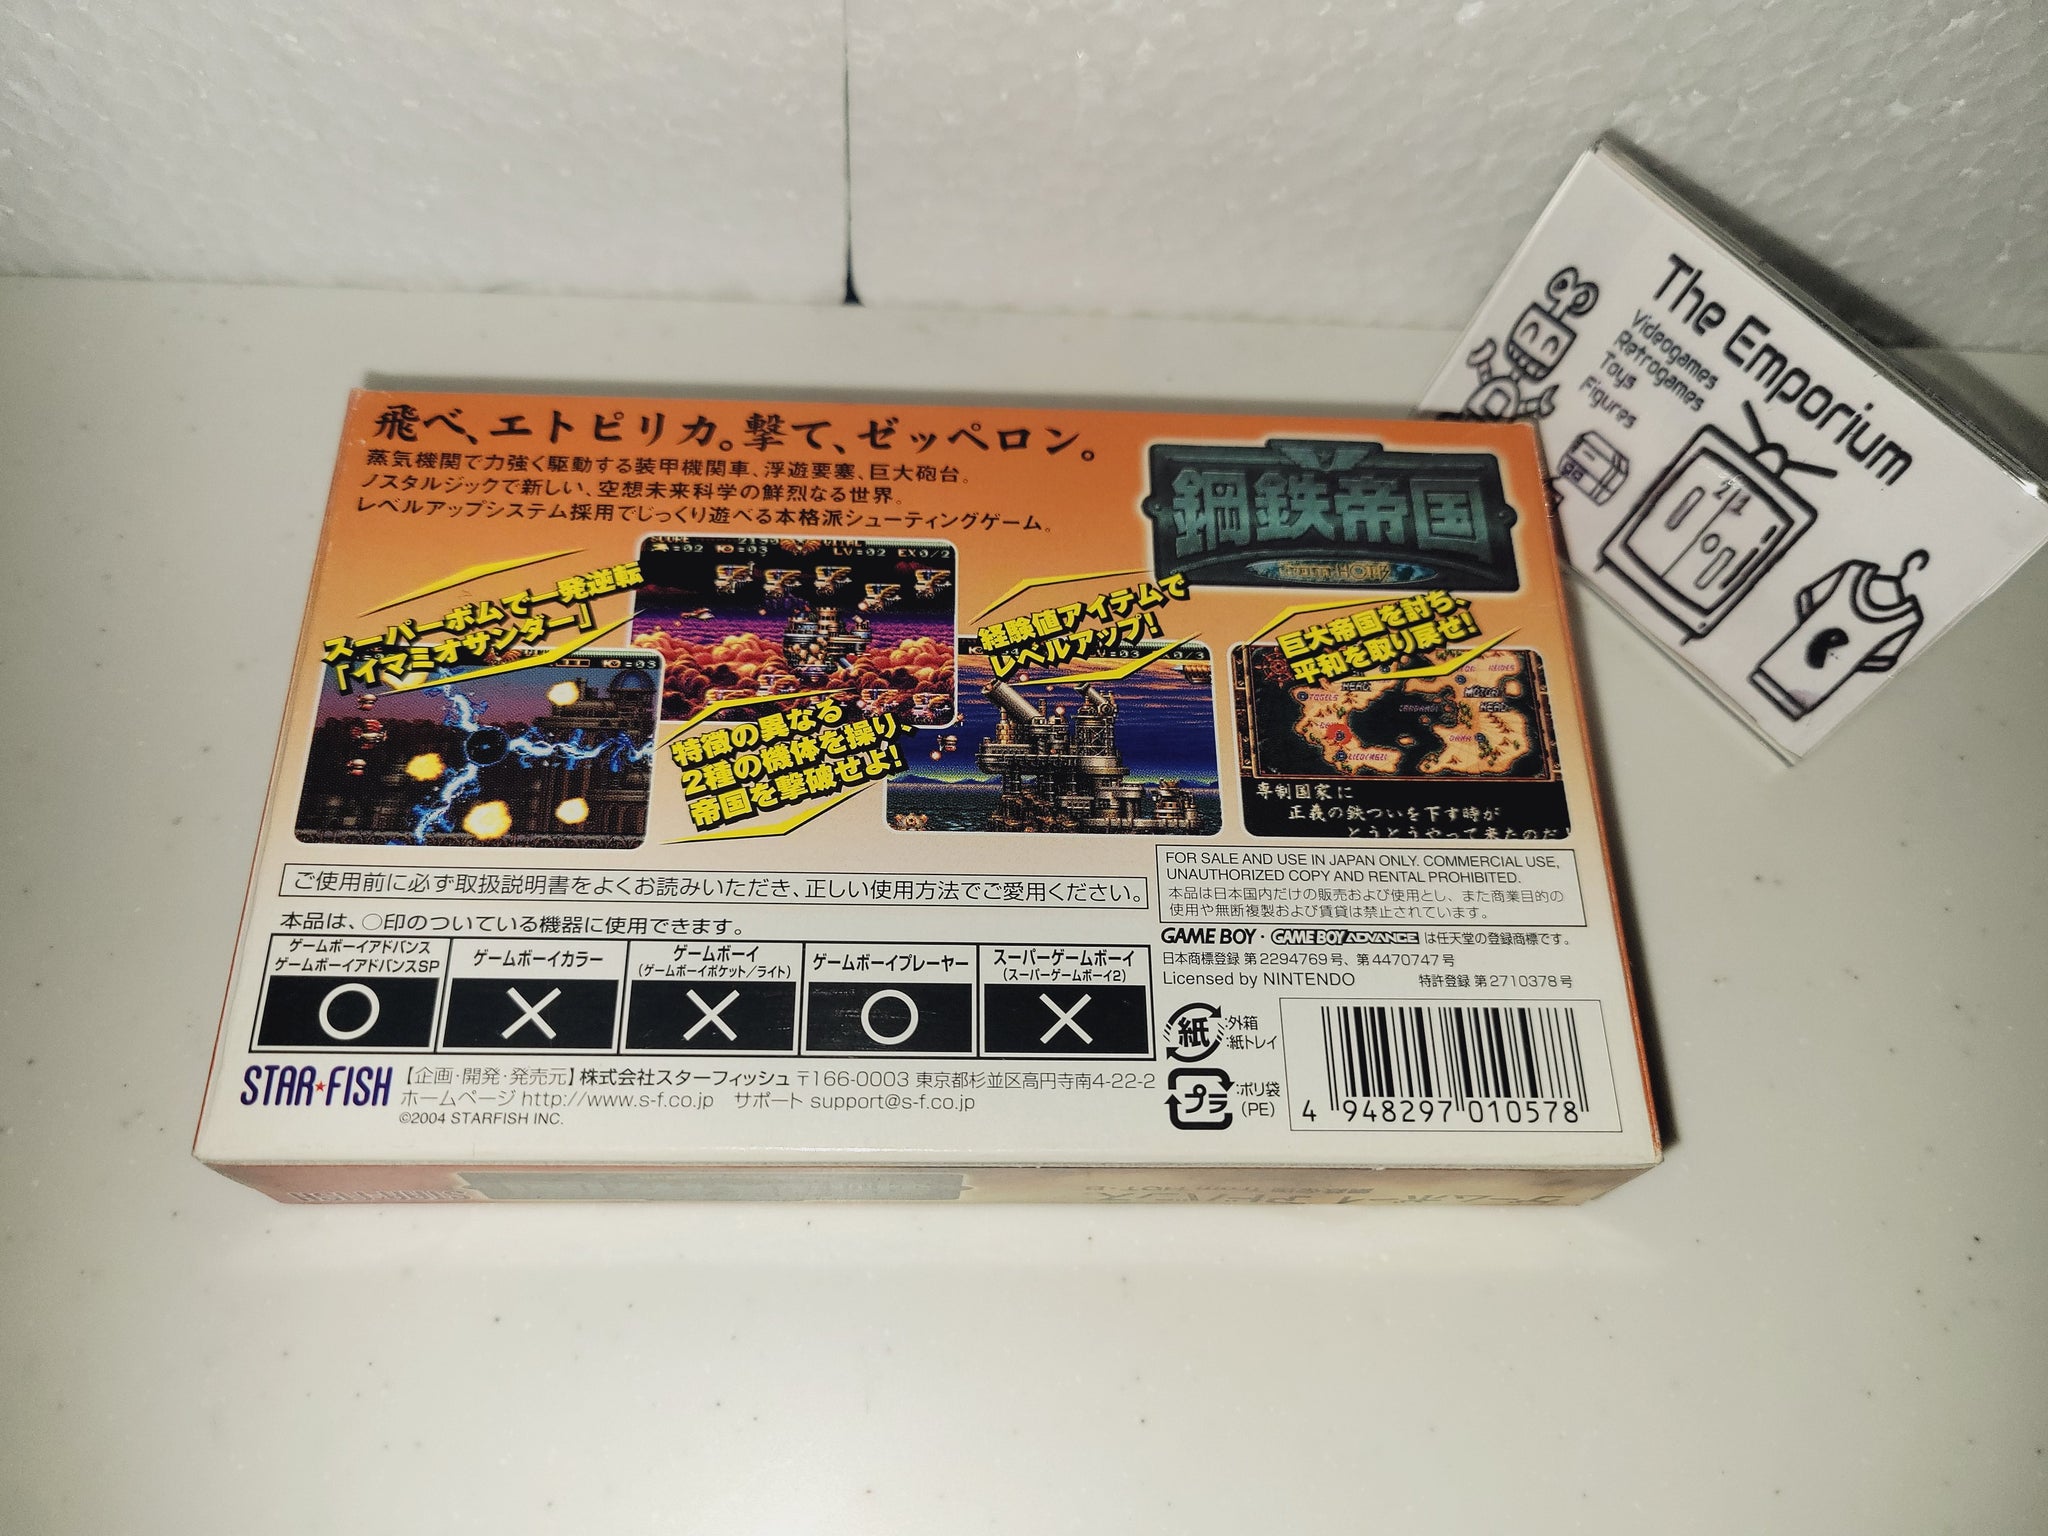 飛べ、エトピリカ。撃て、ゼッペロン。
蒸気機関で力強く駆動する装甲機関車、浮遊要塞、巨大砲台。
ノスタルジックで新しい、空想未来科学の鮮烈なる世界。
レベルアップシステム採用でじっくり遊べる本格派シューティングゲーム。
鋼鉄帝国
from HOT・B
スーパーボムで一発逆転
「イマミオサンダー」
特徴の異なる
2種の機体を操り、
帝国を撃破せよ!
経験値アイテムで
レベルアップ!
巨大帝国を討ち、
平和を取り戻せ!
=02 =03 LV=02 EX0/2
=03
専制国家に
正義の鉄ついを下す時が
とうとうやって来たのだ!
ご使用前に必ず取扱説明書をよくお読みいただき、正しい使用方法でご愛用ください。
本品は、○印のついている機器に使用できます。
ゲームボーイアドバンス
ゲームボーイアドバンスSP
ゲームボーイカラー
ゲームボーイ
(ゲームボーイポケット/ライト)
ゲームボーイプレーヤー
スーパーゲームボーイ
(スーパーゲームボーイ2)
○ × × ○ ×
STAR★FISH
【企画・開発・発売元】株式会社スターフィッシュ 〒166-0003 東京都杉並区高円寺南4-22-2
ホームページ http://www.s-f.co.jp サポート support@s-f.co.jp
©2004 STARFISH INC.
FOR SALE AND USE IN JAPAN ONLY. COMMERCIAL USE,
UNAUTHORIZED COPY AND RENTAL PROHIBITED.
本品は日本国内だけの販売および使用とし、また商業目的の
使用や無断複製および賃貸は禁止されています。
GAME BOY・GAME BOY ADVANCE は任天堂の登録商標です。
日本商標登録 第2294769号、第4470747号
Licensed by NINTENDO 特許登録 第2710378号
紙 :外箱
:紙トレイ
プラ :ポリ袋
(PE)
4 948297 010578
The Emporium
Videogames
Retrogames
Toys
Figures